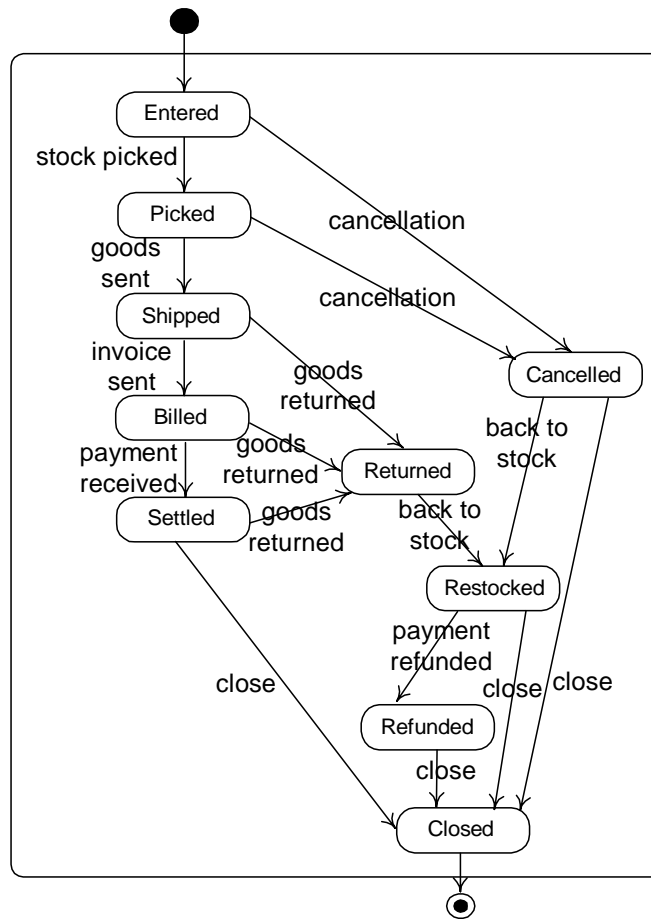 Entered
stock picked
Picked
cancellation
goods
sent
cancellation
Shipped
invoice
sent
goods
returned
Cancelled
Billed
payment
received
goods
returned
Returned
back to
stock
Settled
goods
returned
back to
stock
Restocked
payment
refunded
close
close
close
Refunded
close
Closed